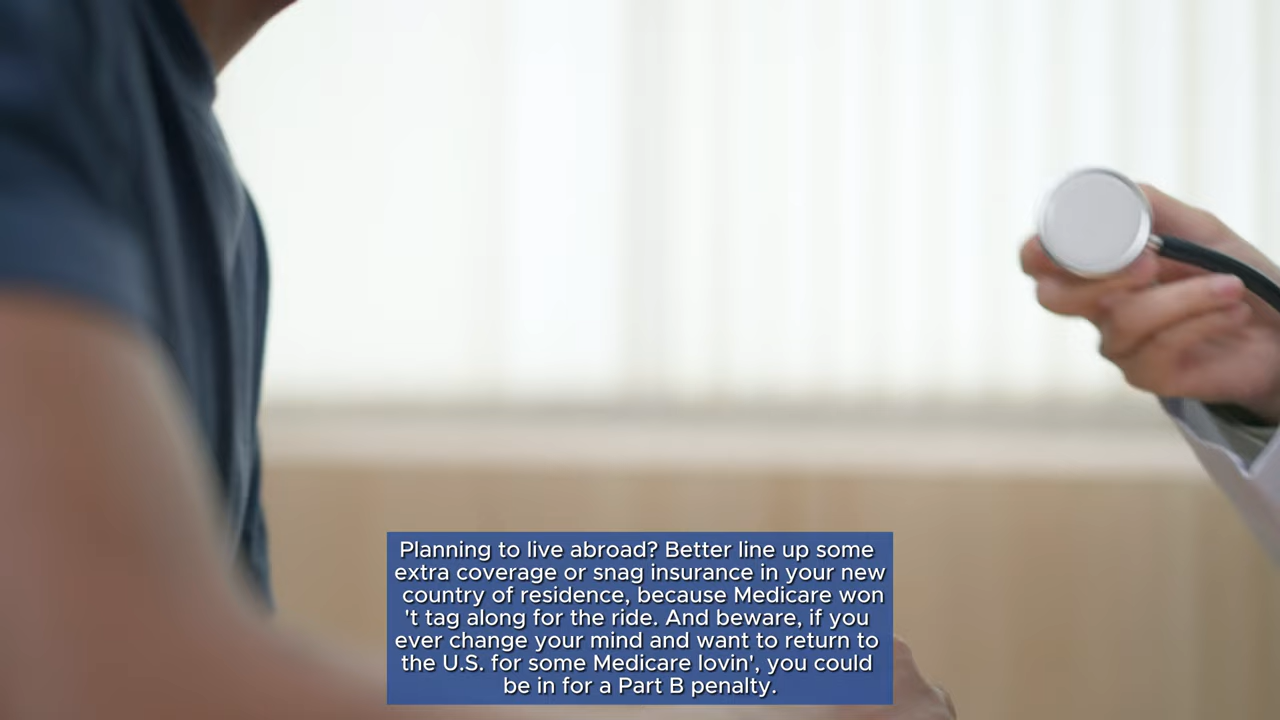 Planning to live abroad? Better line up some
extra coverage or snag insurance in your new
country of residence, because Medicare won
't tag along for the ride. And beware, if you
ever change your mind and want to return to
the U.S. for some Medicare lovin', you could
be in for a Part B penalty.